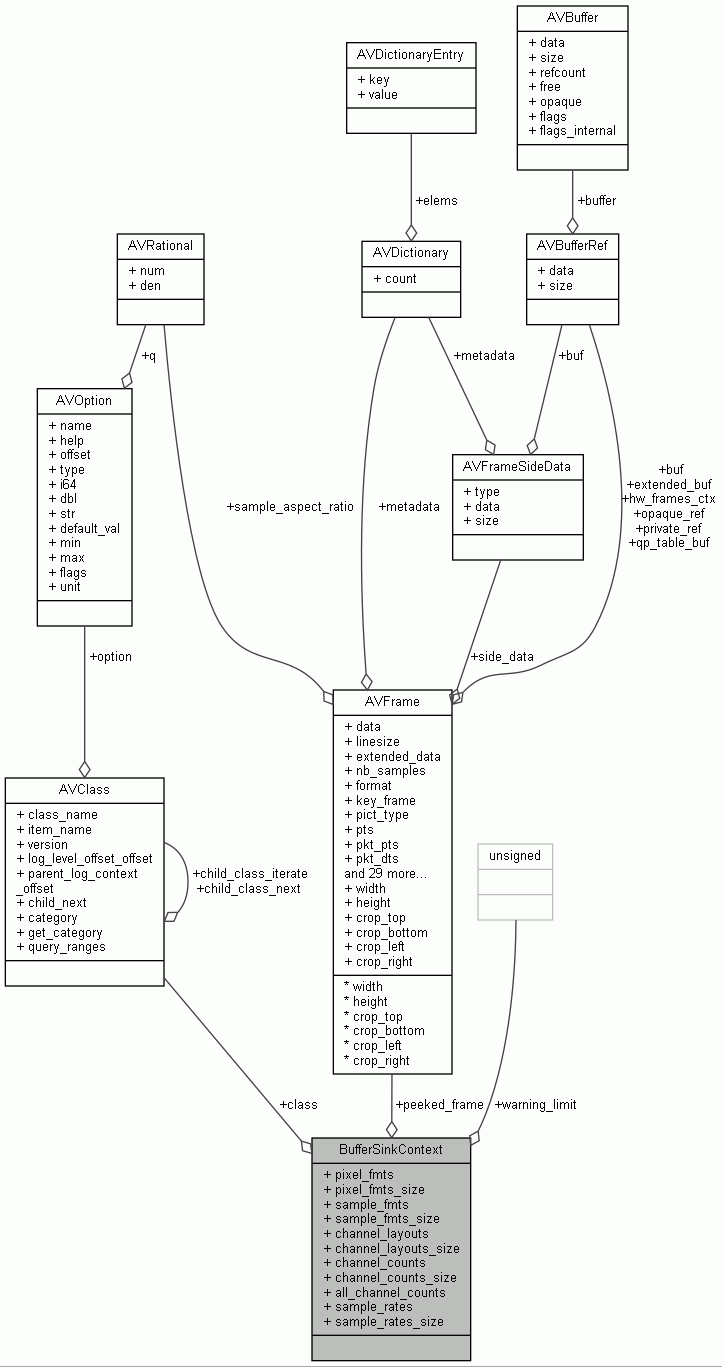 AVBuffer
+ data
+ size
+ refcount
+ free
+ opaque
+ flags
+ flags_internal
AVDictionaryEntry
+ key
+ value
+elems
+buffer
AVRational
+ num
+ den
AVDictionary
+ count
AVBufferRef
+ data
+ size
+q
+metadata
+buf
AVOption
+ name
+ help
+ offset
+ type
+ i64
+ dbl
+ str
+ default_val
+ min
+ max
+ flags
+ unit
AVFrameSideData
+ type
+ data
+ size
+sample_aspect_ratio
+metadata
+buf
+extended_buf
+hw_frames_ctx
+opaque_ref
+private_ref
+qp_table_buf
+option
+side_data
AVFrame
+ data
+ linesize
+ extended_data
+ nb_samples
+ format
+ key_frame
+ pict_type
+ pts
+ pkt_pts
+ pkt_dts
and 29 more...
+ width
+ height
+ crop_top
+ crop_bottom
+ crop_left
+ crop_right
* width
* height
* crop_top
* crop_bottom
* crop_left
* crop_right
AVClass
+ class_name
+ item_name
+ version
+ log_level_offset_offset
+ parent_log_context
_offset
+ child_next
+ category
+ get_category
+ query_ranges
+child_class_iterate
+child_class_next
unsigned
+class
+peeked_frame
+warning_limit
BufferSinkContext
+ pixel_fmts
+ pixel_fmts_size
+ sample_fmts
+ sample_fmts_size
+ channel_layouts
+ channel_layouts_size
+ channel_counts
+ channel_counts_size
+ all_channel_counts
+ sample_rates
+ sample_rates_size